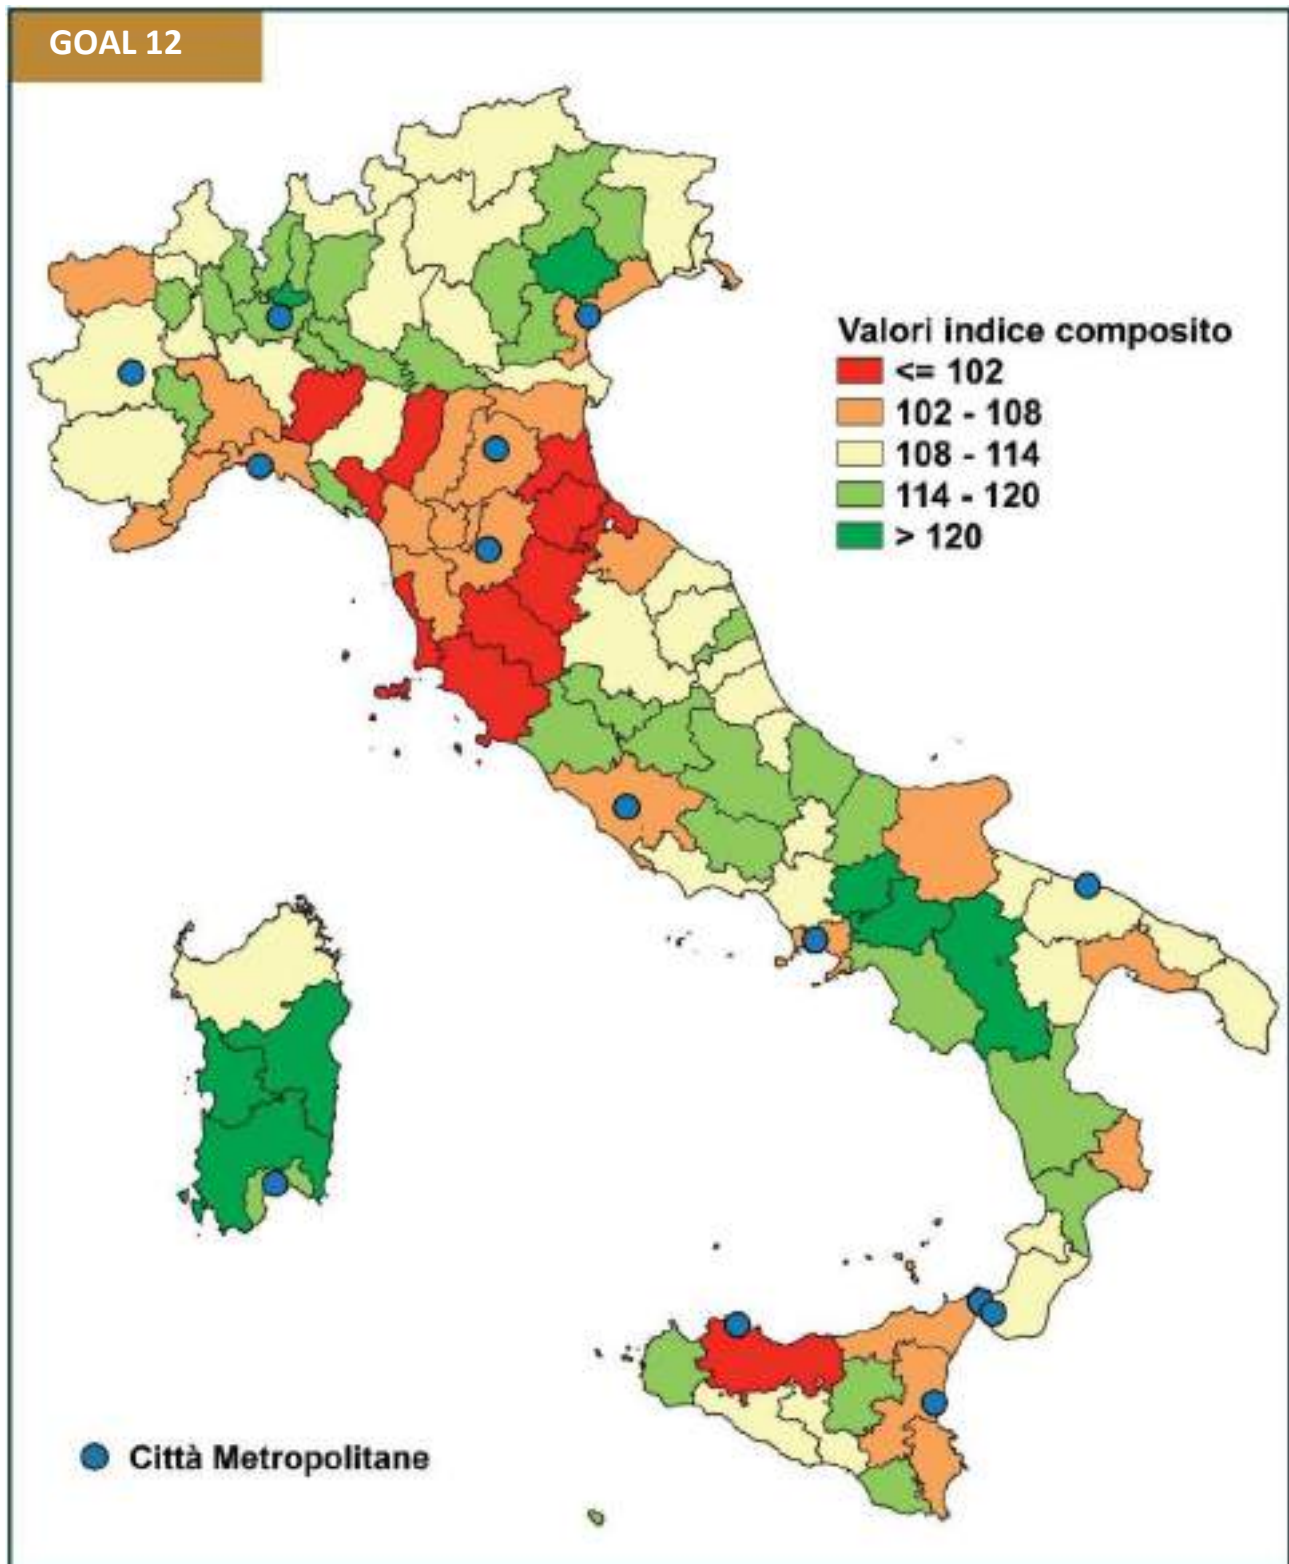 GOAL 12
Valori indice composito
<= 102
102 - 108
108 - 114
114 - 120
> 120
Città Metropolitane